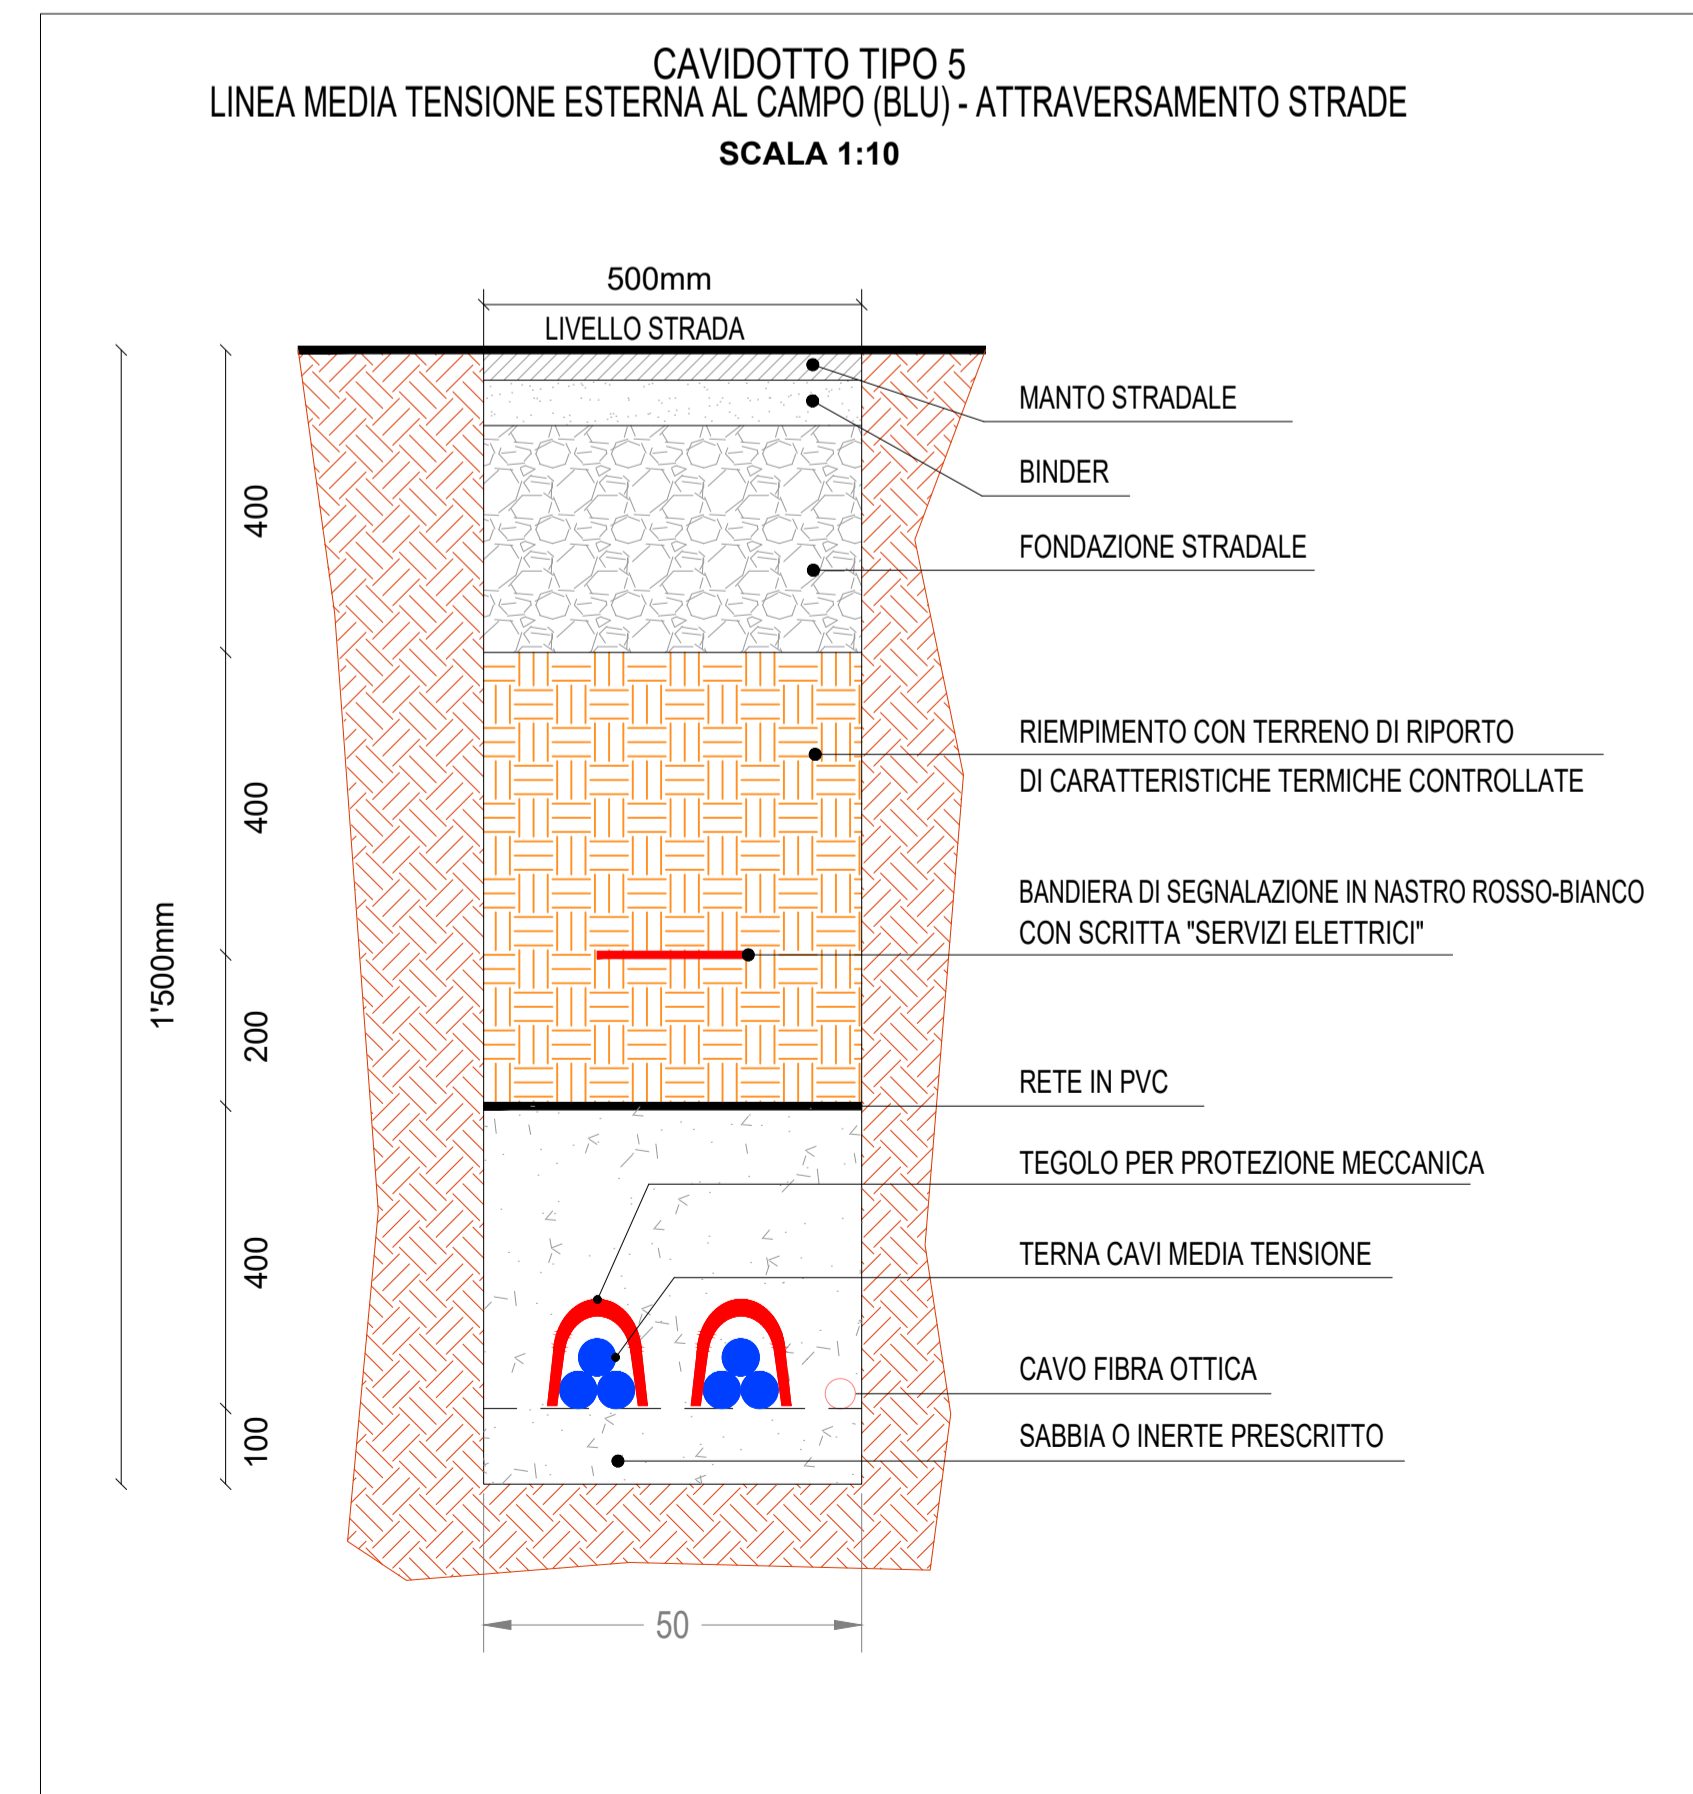 CAVIDOTTO TIPO 5
LINEA MEDIA TENSIONE ESTERNA AL CAMPO (BLU) - ATTRAVERSAMENTO STRADE
SCALA 1:10
500mm
LIVELLO STRADA
MANTO STRADALE
BINDER
400
FONDAZIONE STRADALE
RIEMPIMENTO CON TERRENO DI RIPORTO
DI CARATTERISTICHE TERMICHE CONTROLLATE
400
BANDIERA DI SEGNALAZIONE IN NASTRO ROSSO-BIANCO
CON SCRITTA "SERVIZI ELETTRICI"
1'500mm
200
RETE IN PVC
TEGOLO PER PROTEZIONE MECCANICA
TERNA CAVI MEDIA TENSIONE
400
CAVO FIBRA OTTICA
SABBIA O INERTE PRESCRITTO
100
50